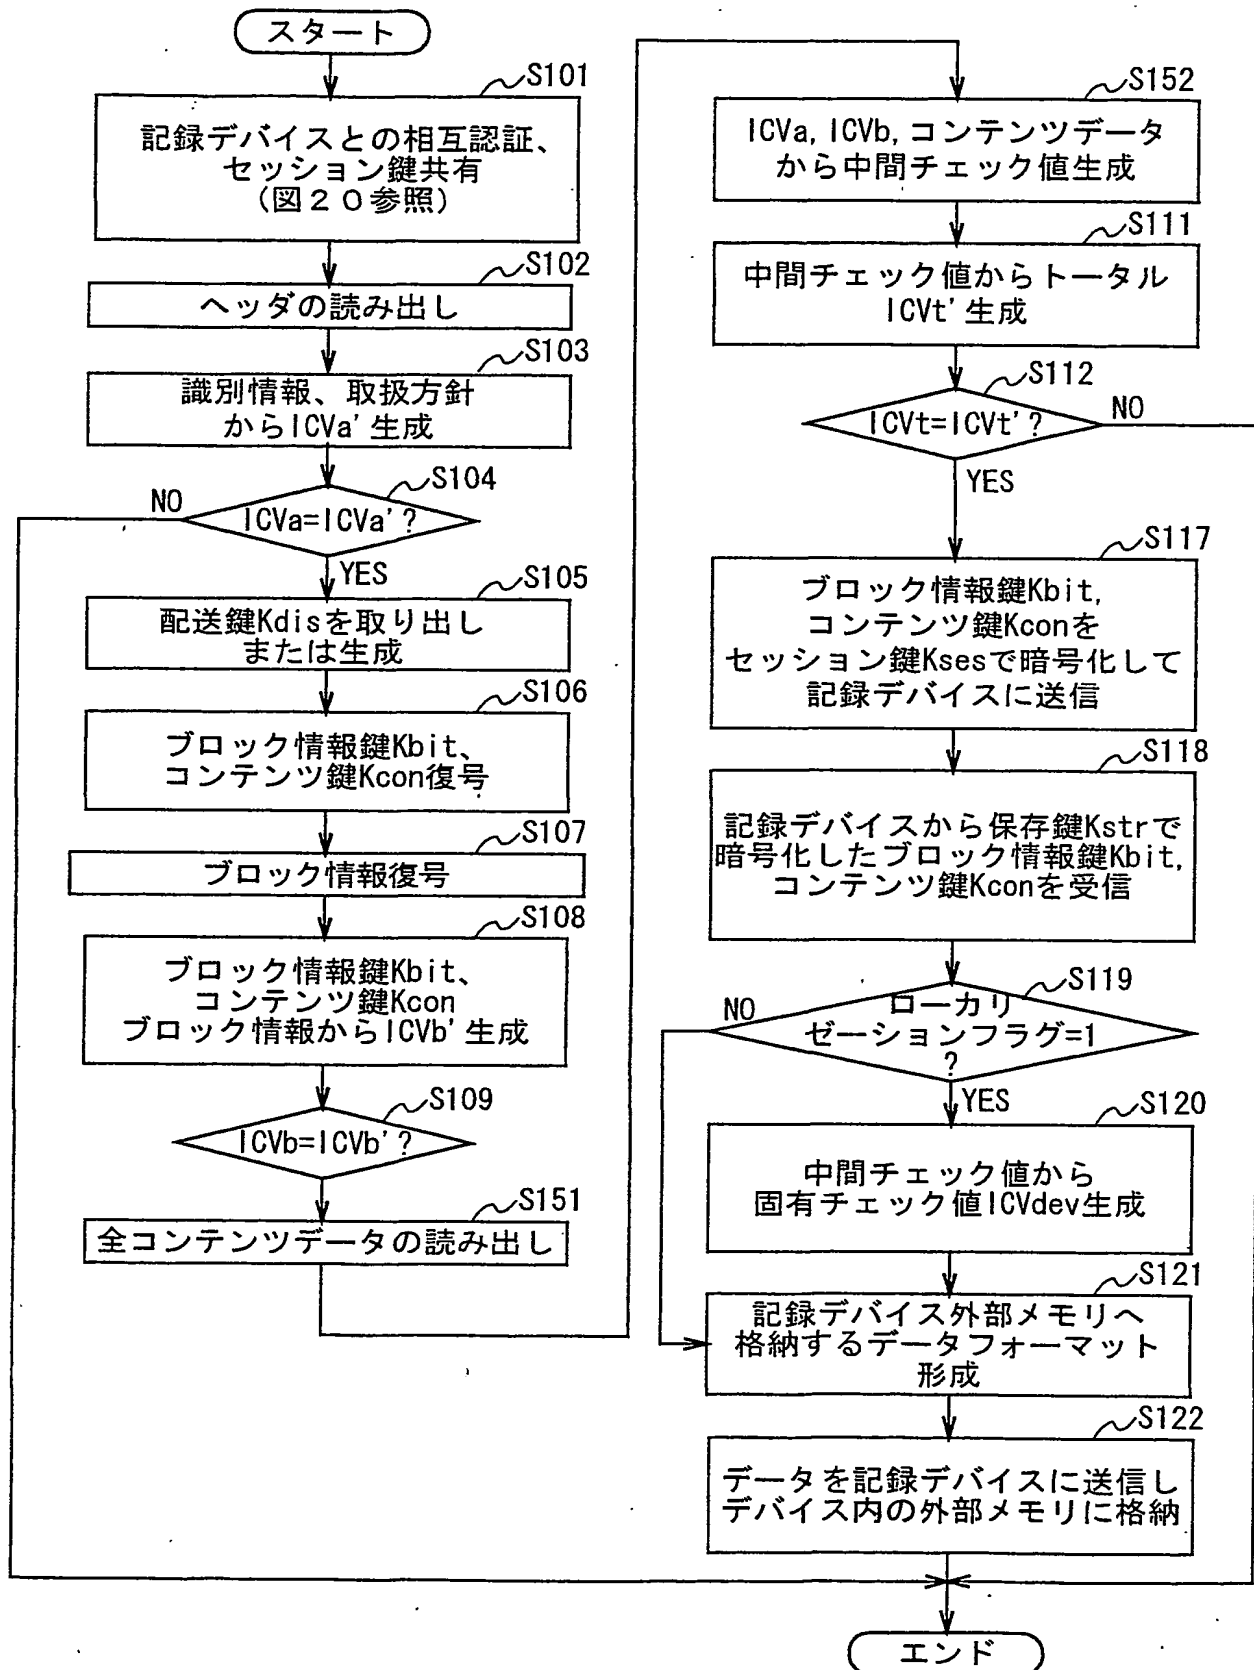 スタート
S101
記録デバイスとの相互認証、
セッション鍵共有
(図20参照)
S102
ヘッダの読み出し
S103
識別情報、取扱方針
からICVa'生成
S104
ICVa=ICVa'?
NO
YES
S105
配送鍵Kdisを取り出し
または生成
S106
ブロック情報鍵Kbit、
コンテンツ鍵Kcon復号
S107
ブロック情報復号
S108
ブロック情報鍵Kbit、
コンテンツ鍵Kcon
ブロック情報からICVb'生成
S109
ICVb=ICVb'?
S151
全コンテンツデータの読み出し
S152
ICVa,ICVb,コンテンツデータ
から中間チェック値生成
S111
中間チェック値からトータル
ICVt'生成
S112
ICVt=ICVt'?
NO
YES
S117
ブロック情報鍵Kbit,
コンテンツ鍵Kconを
セッション鍵Ksesで暗号化して
記録デバイスに送信
S118
記録デバイスから保存鍵Kstrで
暗号化したブロック情報鍵Kbit,
コンテンツ鍵Kconを受信
S119
NO
ローカリ
ゼーションフラグ=1
?
YES
S120
中間チェック値から
固有チェック値ICVdev生成
S121
記録デバイス外部メモリへ
格納するデータフォーマット
形成
S122
データを記録デバイスに送信し
デバイス内の外部メモリに格納
エンド